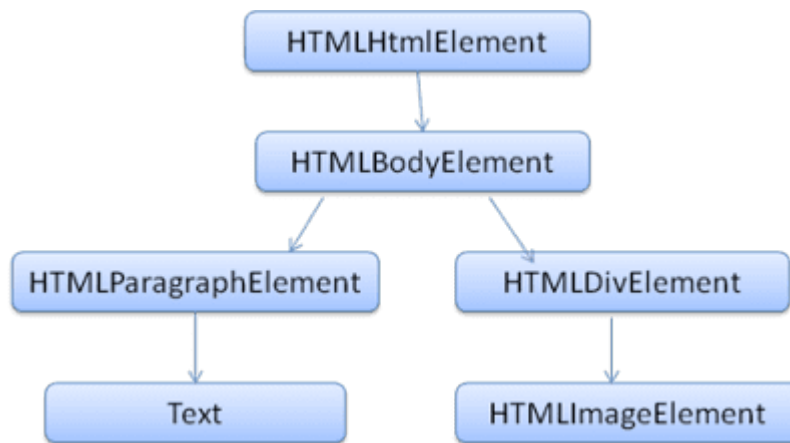 HTMLHtmlElement
HTMLBodyElement
HTMLParagraphElement
HTMLDivElement
Text
HTMLImageElement